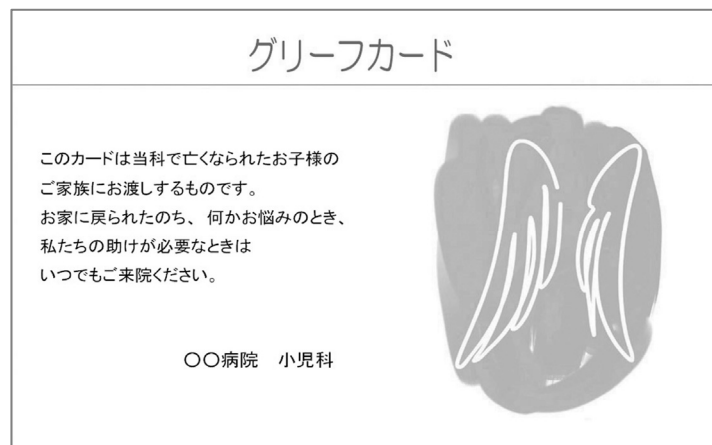 グリーフカード
このカードは当科で亡くなられたお子様の
ご家族にお渡しするものです。
お家に戻られたのち、何かお悩みのとき、
私たちの助けが必要なときは
いつでもご来院ください。
〇〇病院　小児科